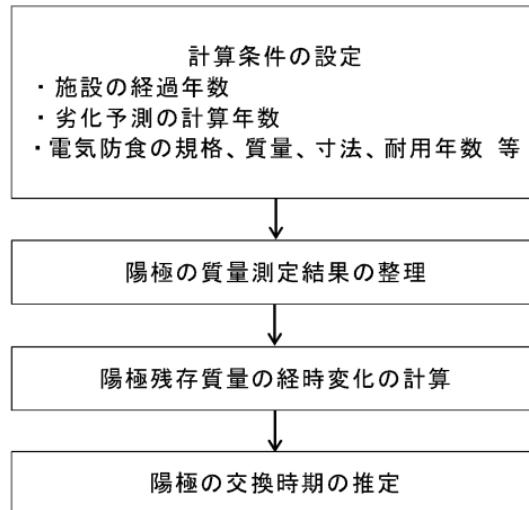 計算条件の設定
・施設の経過年数
・劣化予測の計算年数
・電気防食の規格、質量、寸法、耐用年数 等
陽極の質量測定結果の整理
陽極残存質量の経時変化の計算
陽極の交換時期の推定